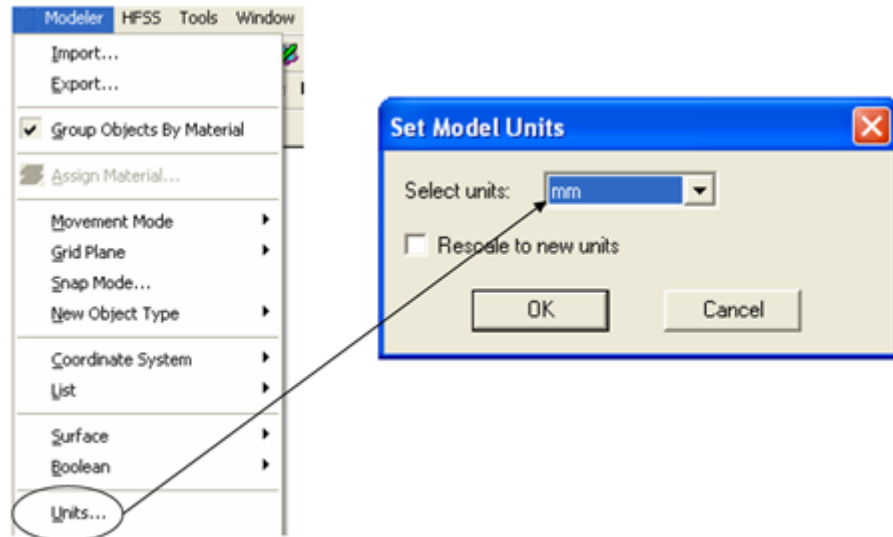 Modeler HFSS Tools Window
Import...
Export...
Group Objects By Material
Assign Material...
Movement Mode
Grid Plane
Snap Mode...
New Object Type
Coordinate System
List
Surface
Boolean
Units...
Set Model Units
Select units: mm
Rescale to new units
OK Cancel